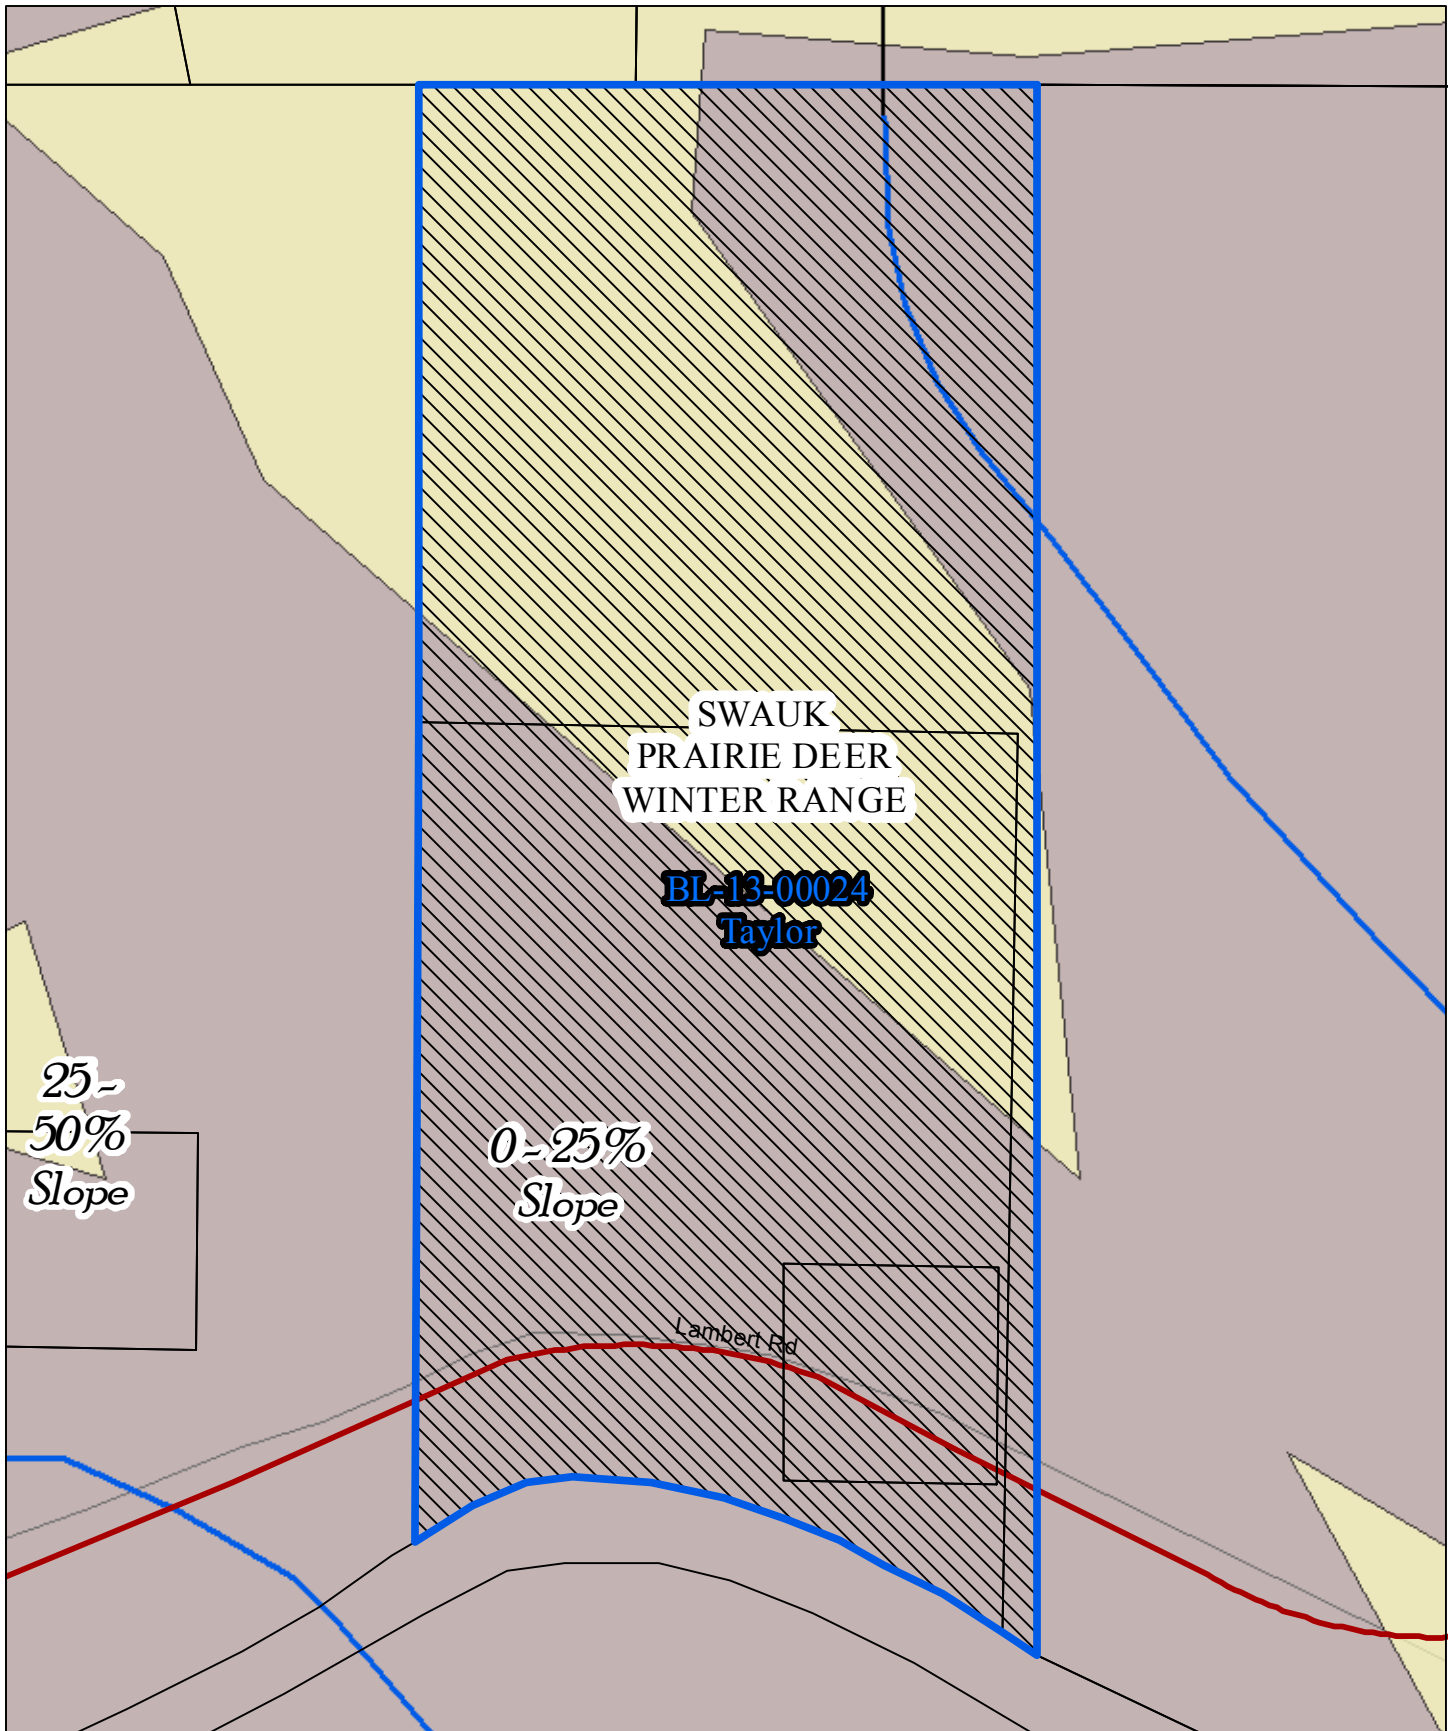 SWAUK
PRAIRIE DEER
WINTER RANGE
BL-13-00024
Taylor
25-
50%
Slope
0-25%
Slope
Lambert Rd